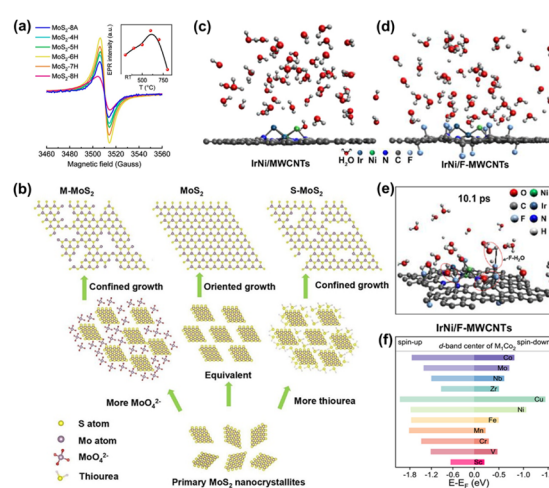 (a)
MoS2-8A
MoS2-4H
MoS2-5H
MoS2-6H
MoS2-7H
MoS2-8H
EPR intensity (a.u.)
RT 500 750
T (°C)
3460 3480 3500 3520 3540 3560
Magnetic field (Gauss)
(b)
M-MoS2
MoS2
S-MoS2
Confined growth
Oriented growth
Confined growth
Equivalent
More MoO4²⁻
More thiourea
S atom
Mo atom
MoO4²⁻
Thiourea
Primary MoS2 nanocrystallites
(c)
IrNi/MWCNTs
(d)
IrNi/F-MWCNTs
H2O Ir Ni N C F
(e)
10.1 ps
O Ni
C Ir
F N
H
F-H2O
IrNi/F-MWCNTs
(f)
spin-up d-band center of M1Co2 spin-down
Co
Mo
Nb
Zr
Cu
Ni
Fe
Mn
Cr
V
Sc
-1.8 -1.2 -0.6 0.0 -0.5 -1.0
E-EF (eV)